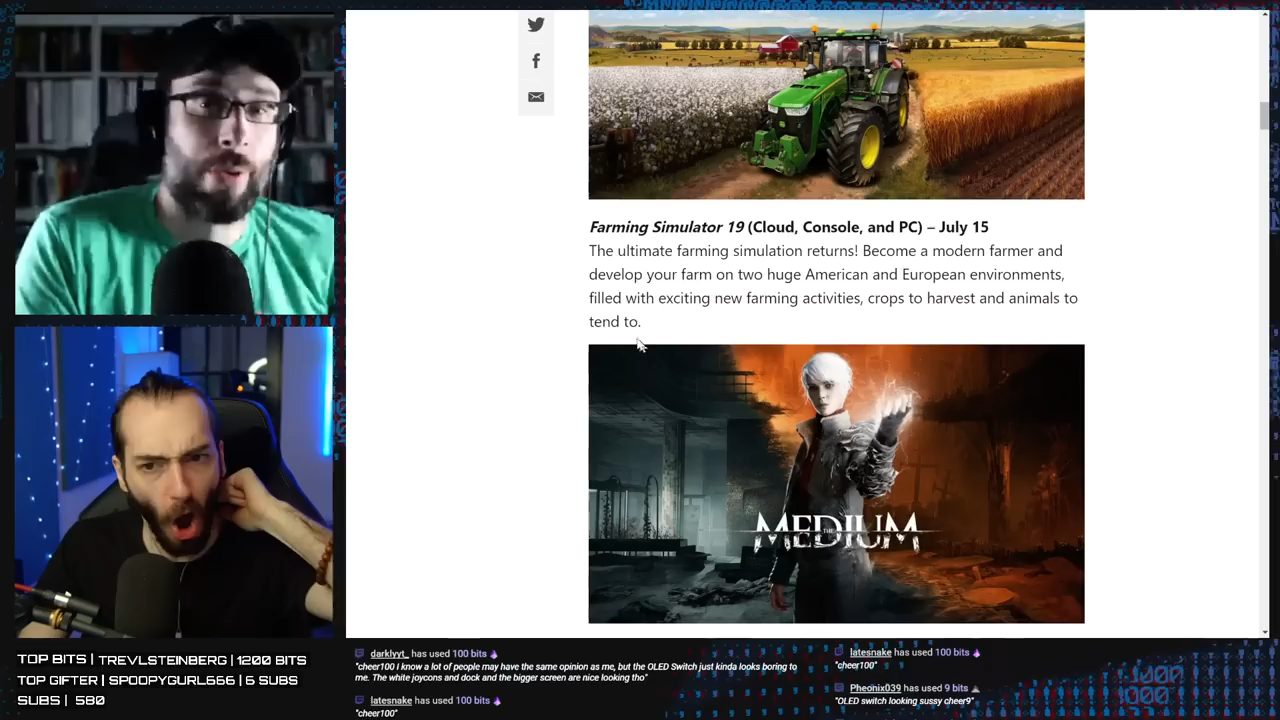 Farming Simulator 19 (Cloud, Console, and PC) – July 15
The ultimate farming simulation returns! Become a modern farmer and
develop your farm on two huge American and European environments,
filled with exciting new farming activities, crops to harvest and animals to
tend to.
THE
MEDIUM
TOP BITS | TREVLSTEINBERG | 1200 BITS
TOP GIFTER | SPOOPYGURL666 | 6 SUBS
SUBS | 580
darklyyt_ has used 100 bits
"cheer100 I know a lot of people may have the same opinion as me, but the OLED Switch just kinda looks boring to
me. The white joycons and dock and the bigger screen are nice looking tho"
latesnake has used 100 bits
"cheer100"
latesnake has used 100 bits
"cheer100"
Pheonix039 has used 9 bits
"OLED switch looking sussy cheer9"